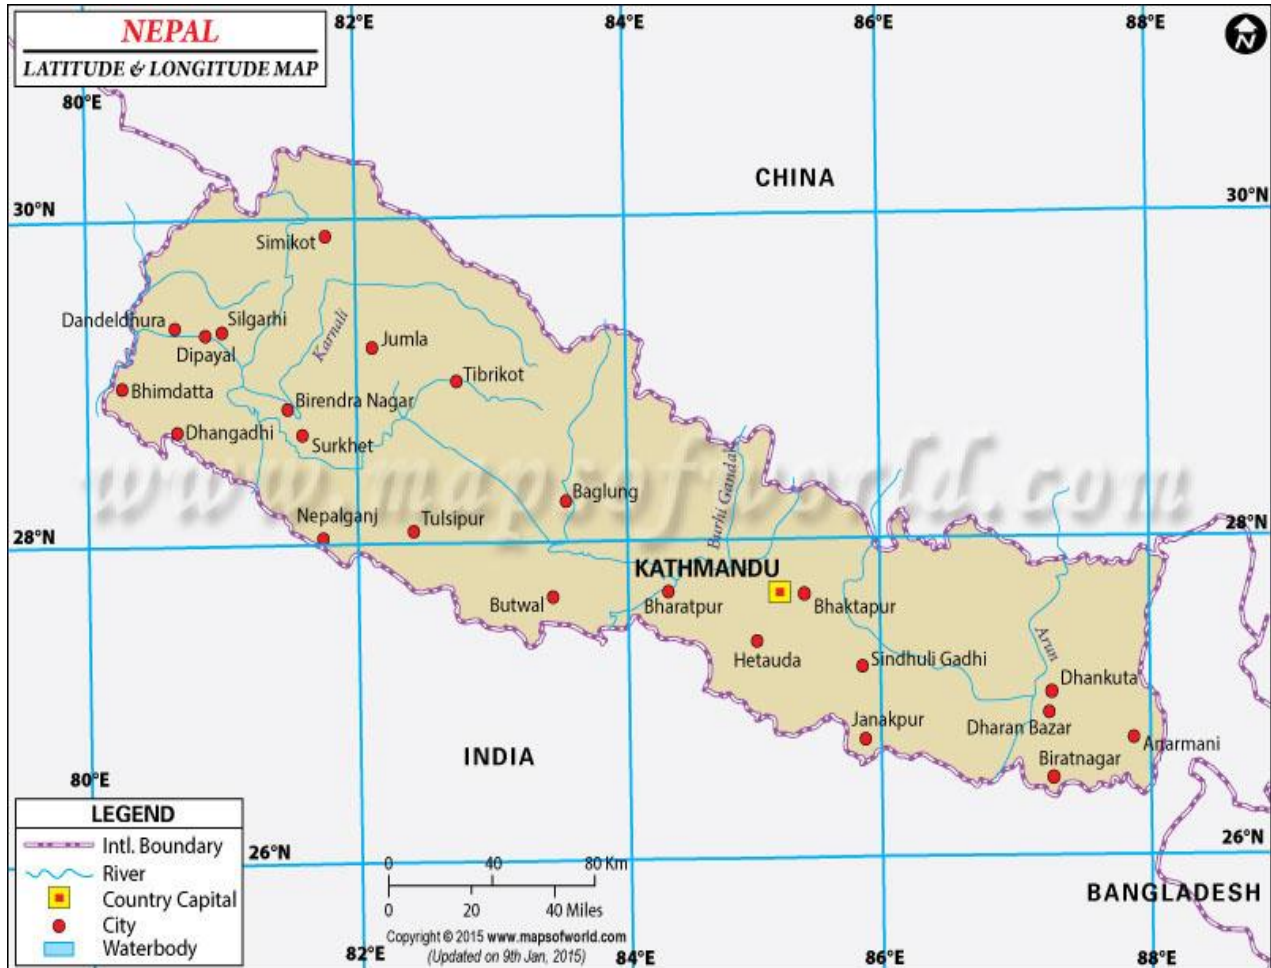 NEPAL
LATITUDE & LONGITUDE MAP
82°E
84°E
86°E
88°E
N
80°E
CHINA
30°N
30°N
Simikot
Dandeldhura
Silgarhi
Karnali
Jumla
Dipayal
Tibrikot
Bhimdatta
Birendra Nagar
Dhangadhi
Surkhet
www.mapsofworld.com
Baglung
Burhi Gandak
Nepalganj
Tulsipur
28°N
28°N
KATHMANDU
Butwal
Bharatpur
Bhaktapur
Arun
Hetauda
Sindhuli Gadhi
Dhankuta
Janakpur
Dharan Bazar
Anarmani
INDIA
Biratnagar
80°E
LEGEND
Intl. Boundary
River
Country Capital
City
Waterbody
26°N
26°N
0 40 80 Km
0 20 40 Miles
BANGLADESH
Copyright © 2015 www.mapsofworld.com
(Updated on 9th Jan, 2015)
82°E
84°E
86°E
88°E